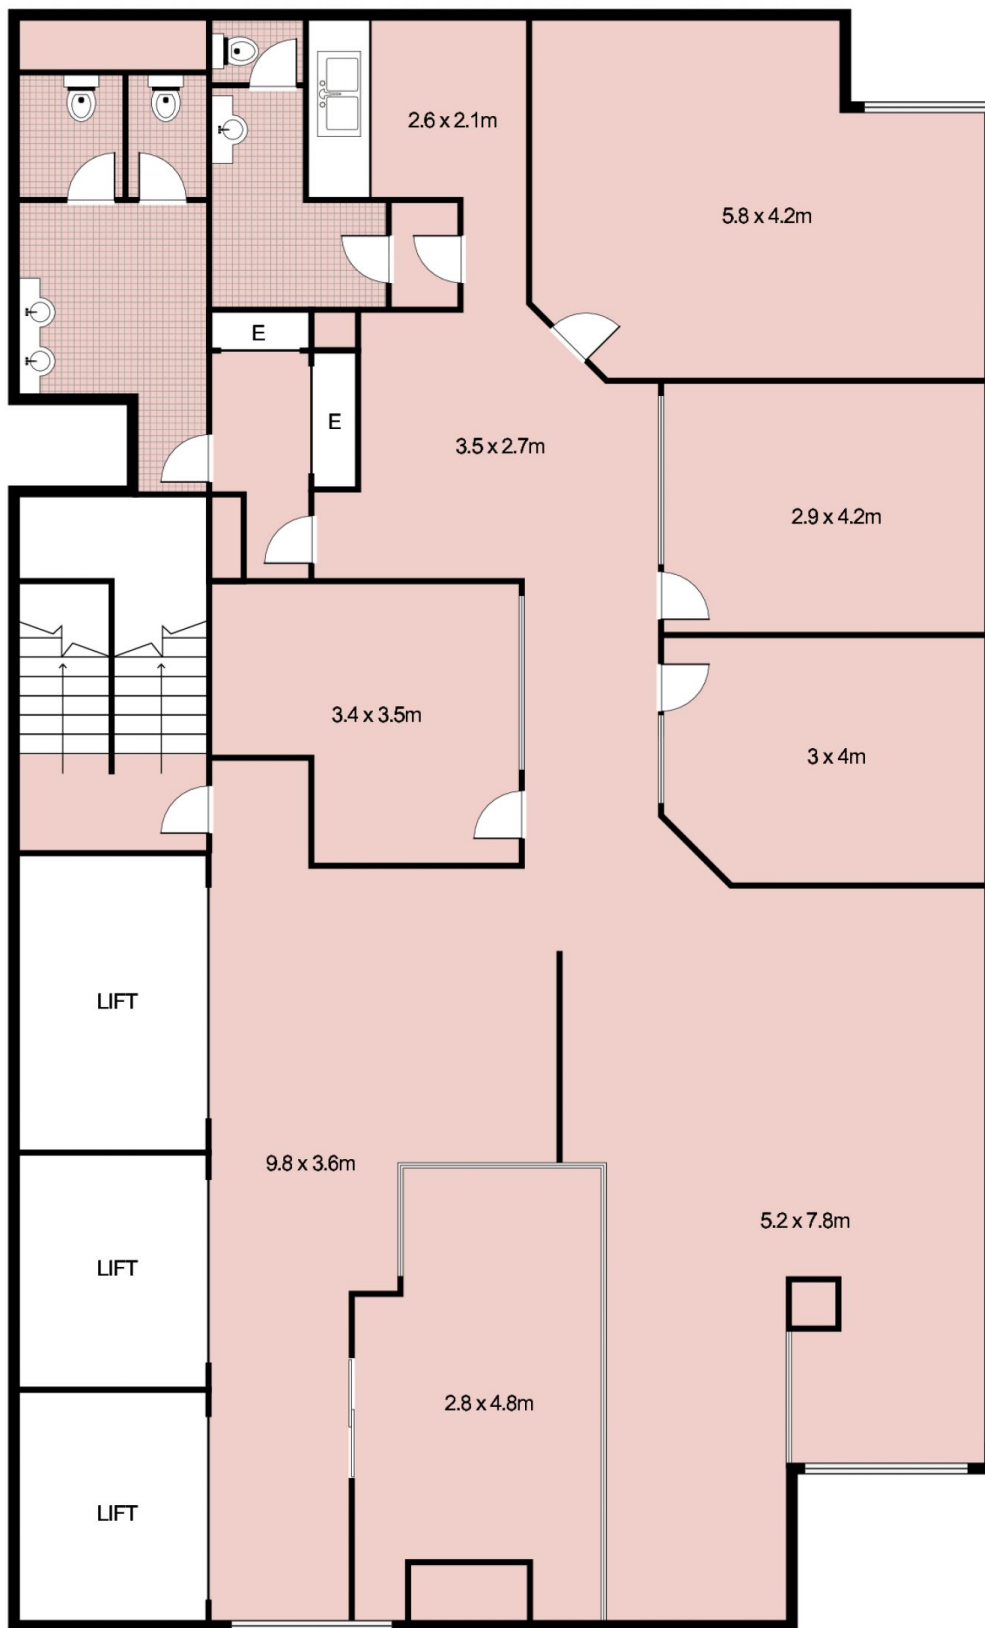 2.6 x 2.1m
5.8 x 4.2m
E
E
3.5 x 2.7m
2.9 x 4.2m
3.4 x 3.5m
3 x 4m
LIFT
9.8 x 3.6m
5.2 x 7.8m
LIFT
2.8 x 4.8m
LIFT